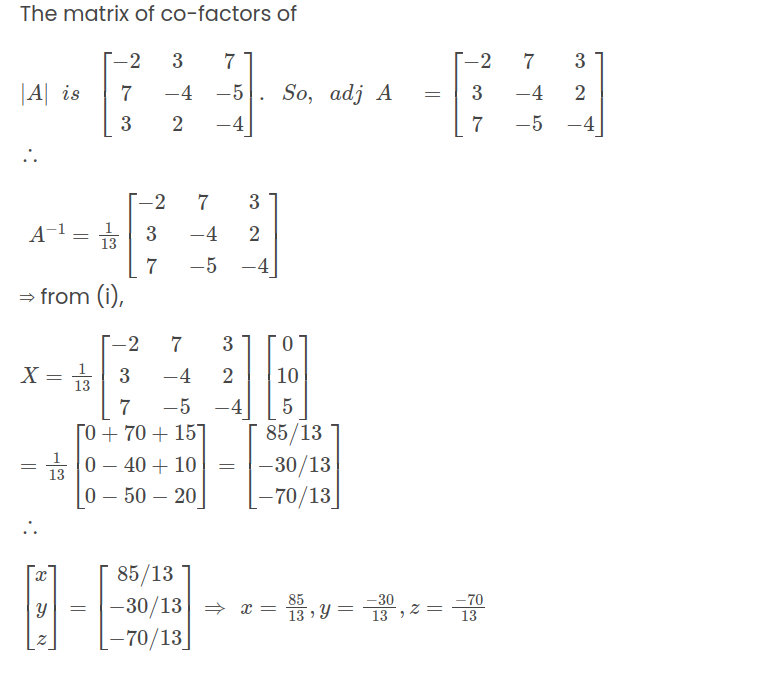 The matrix of co-factors of
|A| is [−2 3 7; 7 −4 −5; 3 2 −4]. So, adj A = [−2 7 3; 3 −4 2; 7 −5 −4]
∴
A⁻¹ = 1/13 [−2 7 3; 3 −4 2; 7 −5 −4]
⇒ from (i),
X = 1/13 [−2 7 3; 3 −4 2; 7 −5 −4] [0; 10; 5]
= 1/13 [0 + 70 + 15; 0 − 40 + 10; 0 − 50 − 20] = [85/13; −30/13; −70/13]
∴
[x; y; z] = [85/13; −30/13; −70/13] ⇒ x = 85/13, y = −30/13, z = −70/13